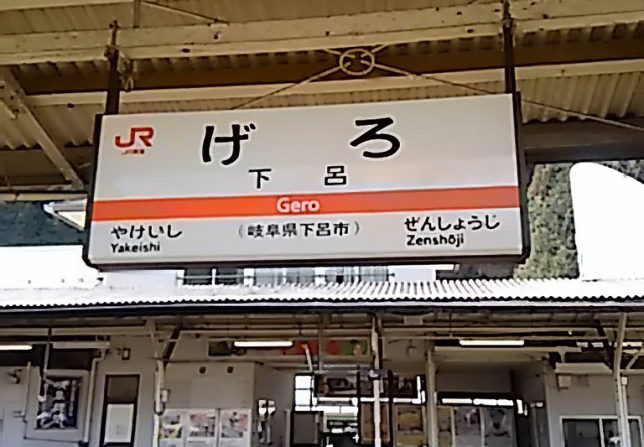 JR
げろ
下呂
Gero
やけいし
Yakeishi
(岐阜県下呂市)
ぜんしょうじ
Zenshōji